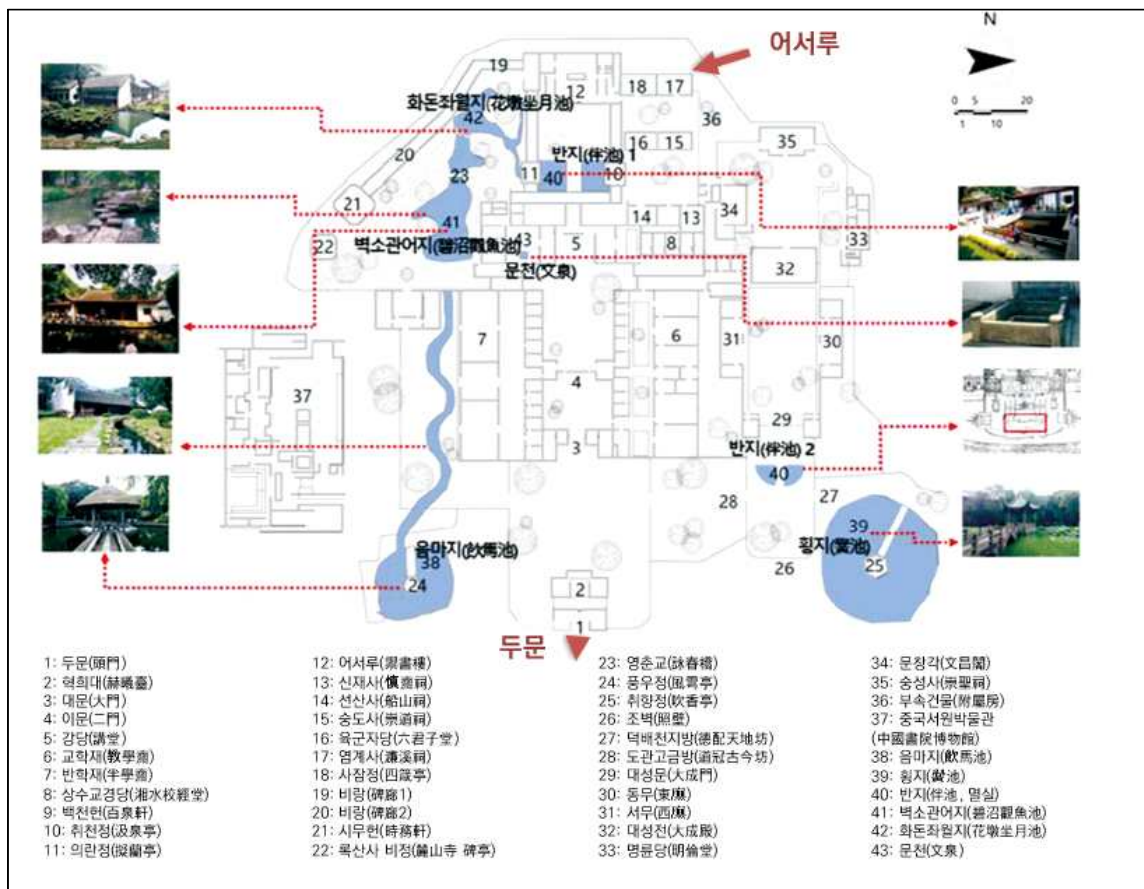 N
어서루
0 5 20
1 10
19
12
18 17
화돈좌월지(花墩坐月池)
42
36
반지(伴池) 1
16 15
35
20
23
11
40
10
21
41
14 13
34
33
22
벽소관어지(碧沼觀魚池)
43
5
8
32
문천(文泉)
7
6
31
30
37
4
29
3
반지(伴池) 2
40
28
27
39
음마지(飮馬池)
38
횡지(黌池)
24
25
26
2
1
두문
1: 두문(頭門)
2: 혁희대(赫曦臺)
3: 대문(大門)
4: 이문(二門)
5: 강당(講堂)
6: 교학재(敎學齋)
7: 반학재(半學齋)
8: 상수교경당(湘水校經堂)
9: 백천헌(百泉軒)
10: 취천정(汲泉亭)
11: 의란정(擬蘭亭)
12: 어서루(禦書樓)
13: 신재사(愼齋祠)
14: 선산사(船山祠)
15: 숭도사(崇道祠)
16: 육군자당(六君子堂)
17: 염계사(濂溪祠)
18: 사잠정(四箴亭)
19: 비랑(碑廊1)
20: 비랑(碑廊2)
21: 시무헌(時務軒)
22: 록산사 비정(麓山寺 碑亭)
23: 영춘교(詠春橋)
24: 풍우정(風雩亭)
25: 취향정(吹香亭)
26: 조벽(照壁)
27: 덕배천지방(德配天地坊)
28: 도관고금방(道冠古今坊)
29: 대성문(大成門)
30: 동무(東廡)
31: 서무(西廡)
32: 대성전(大成殿)
33: 명륜당(明倫堂)
34: 문창각(文昌閣)
35: 숭성사(崇聖祠)
36: 부속건물(附屬房)
37: 중국서원박물관
(中國書院博物館)
38: 음마지(飮馬池)
39: 횡지(黌池)
40: 반지(伴池, 멸실)
41: 벽소관어지(碧沼觀魚池)
42: 화돈좌월지(花墩坐月池)
43: 문천(文泉)